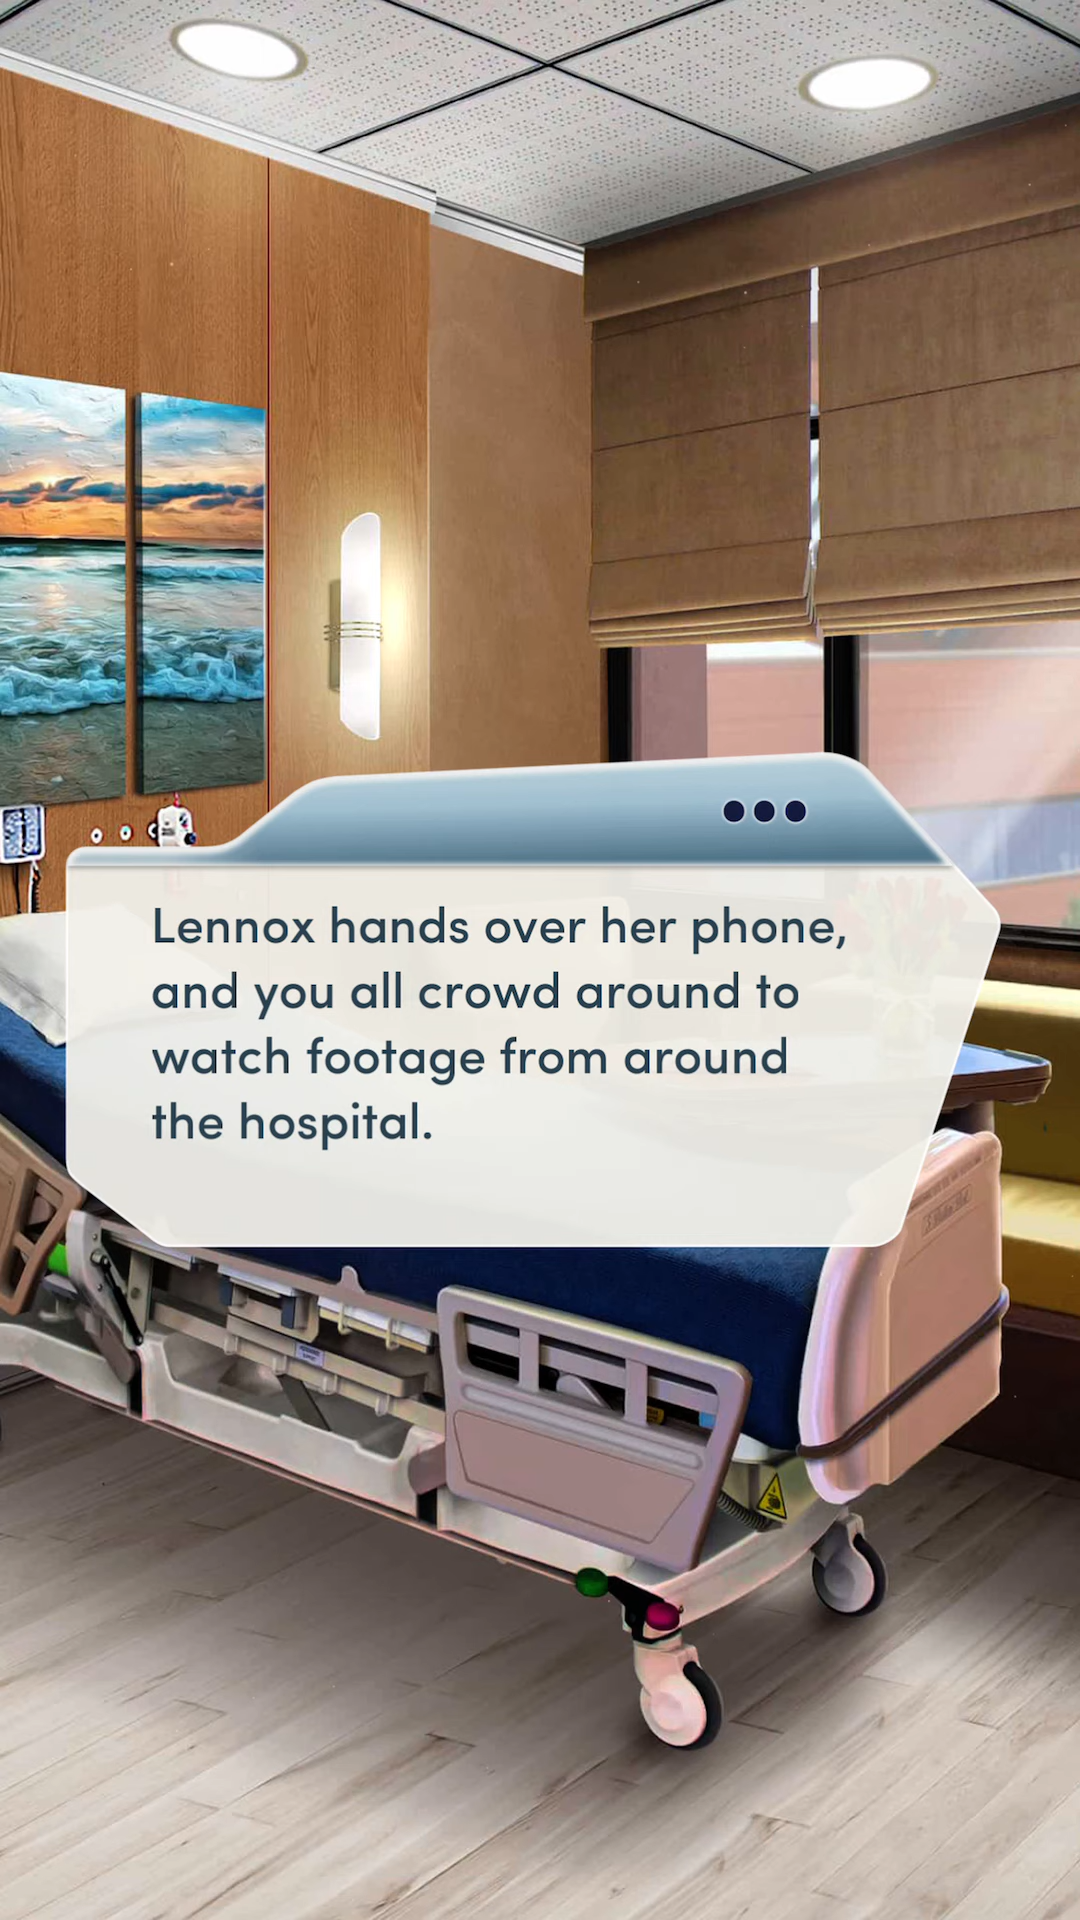 Lennox hands over her phone,
and you all crowd around to
watch footage from around
the hospital.